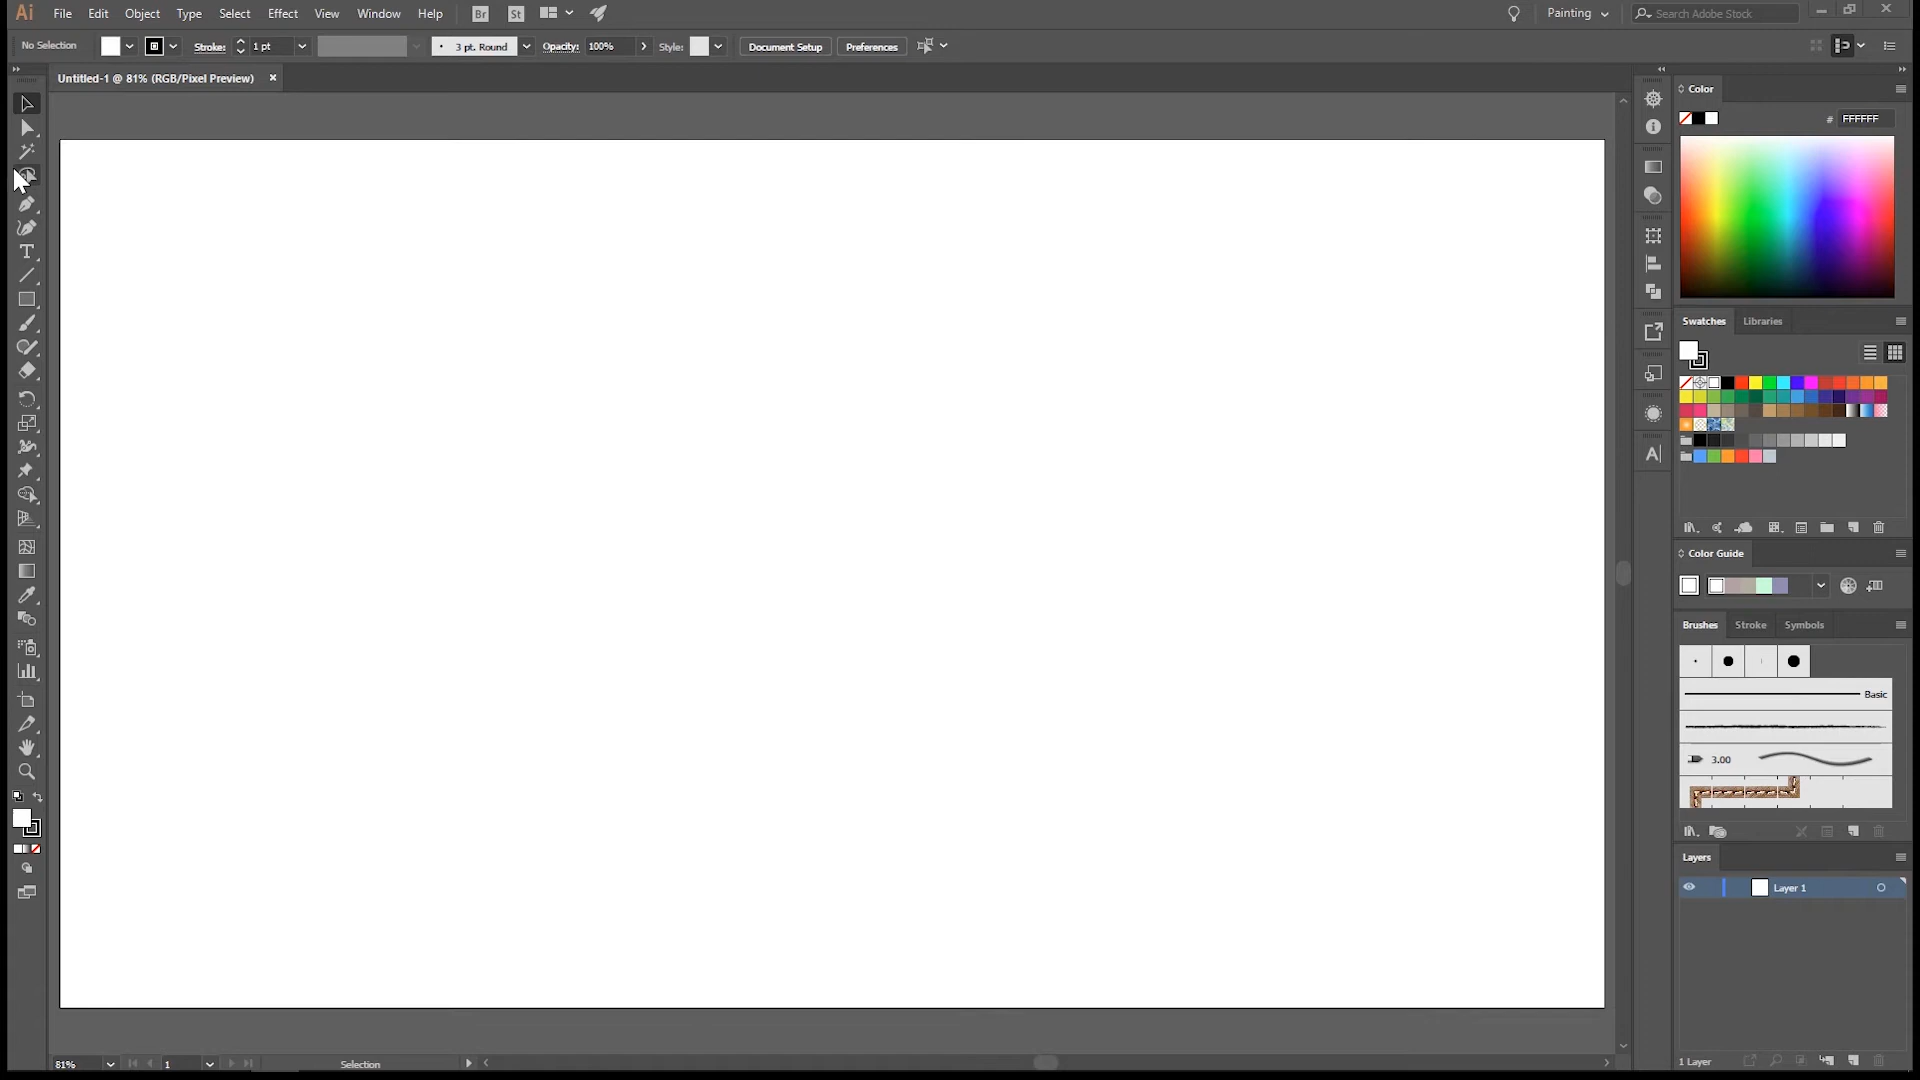 Ai File Edit Object Type Select Effect View Window Help Br St Painting Search Adobe Stock
No Selection Stroke: 1 pt 3 pt. Round Opacity: 100% Style: Document Setup Preferences
Untitled-1 @ 81% (RGB/Pixel Preview) ×
Color
# FFFFFF
Swatches Libraries
Color Guide
Brushes Stroke Symbols
Basic
3.00
Layers
Layer 1
1 Layer
81% 1 Selection